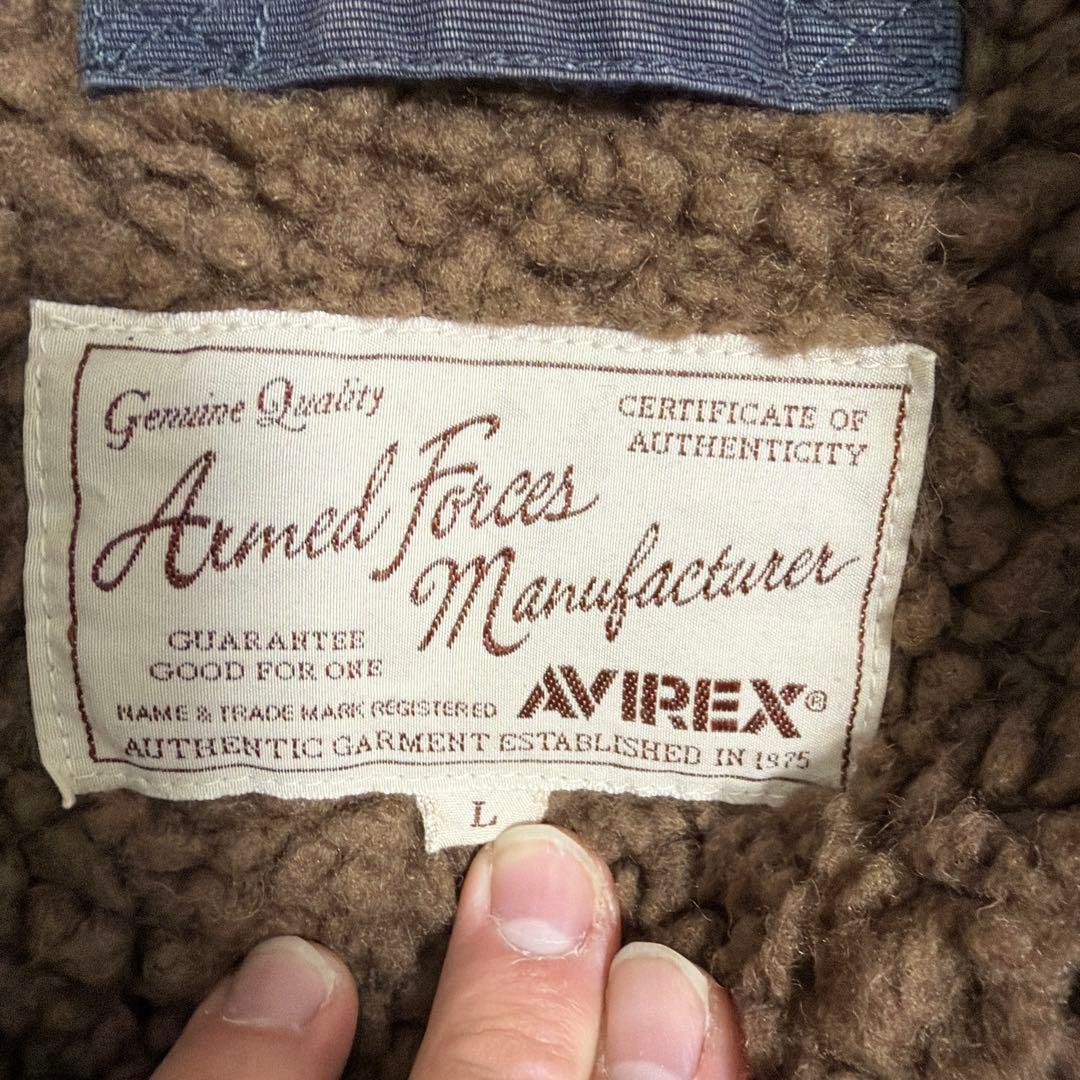 Genuine Quality
CERTIFICATE OF
AUTHENTICITY
Armed Forces
Manufacturer
GUARANTEE
GOOD FOR ONE
NAME & TRADE MARK REGISTERED
AVIREX®
AUTHENTIC GARMENT ESTABLISHED IN 1975
L